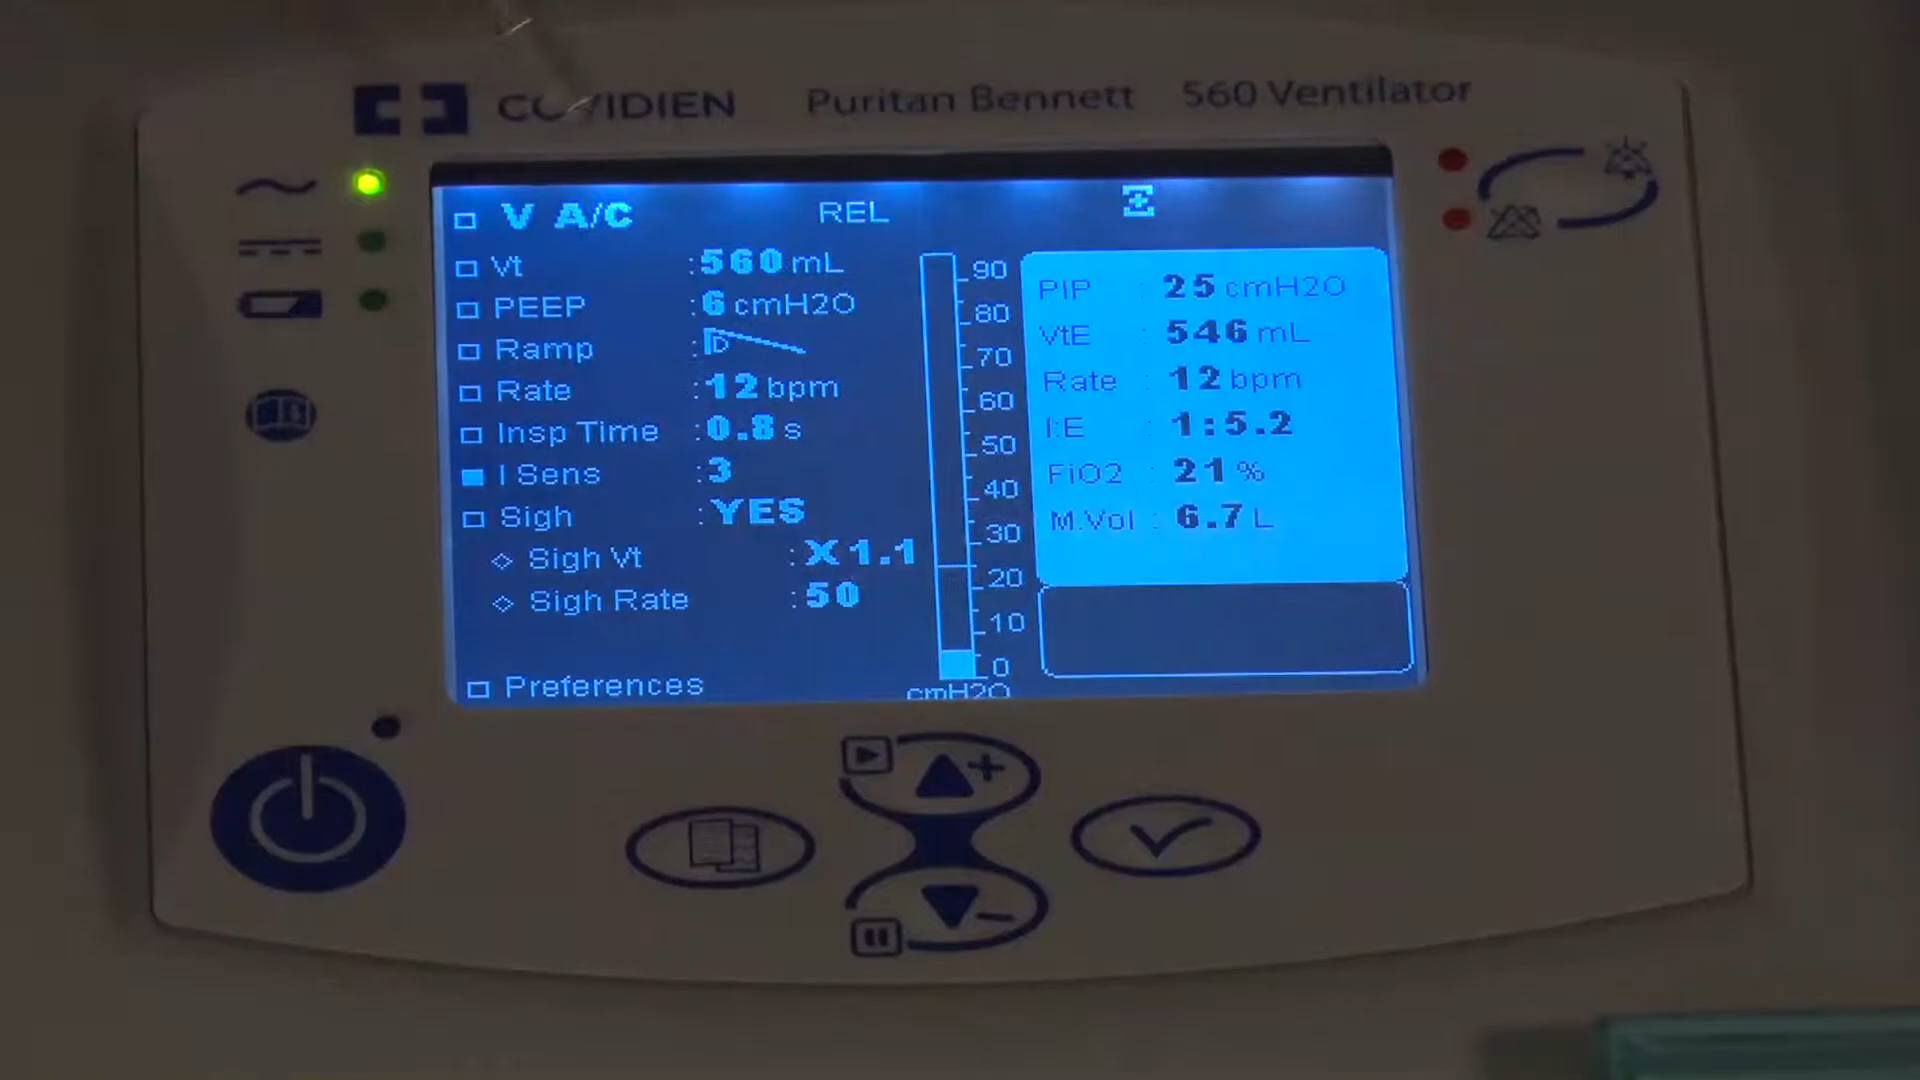 COVIDIEN Puritan Bennett 560 Ventilator
V A/C REL
Vt :560 mL
PEEP :6 cmH2O
Ramp : D
Rate :12 bpm
Insp Time :0.8 s
I Sens :3
Sigh :YES
Sigh Vt :X1.1
Sigh Rate :50
Preferences
90
80
70
60
50
40
30
20
10
0
cmH2O
PIP : 25 cmH2O
VtE : 546 mL
Rate : 12 bpm
I:E : 1:5.2
FiO2 : 21 %
M.Vol : 6.7 L